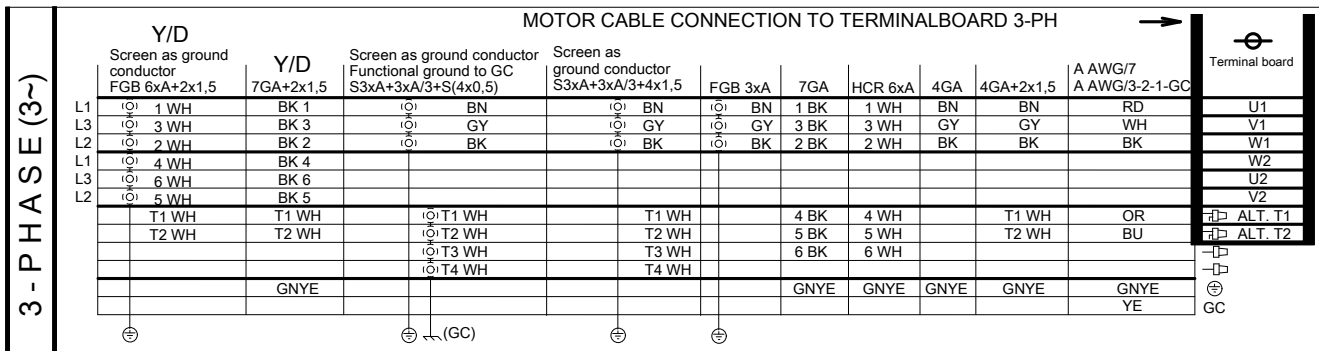 MOTOR CABLE CONNECTION TO TERMINALBOARD 3-PH
3-PHASE (3~)
Y/D
Screen as ground
conductor
FGB 6xA+2x1,5
Y/D
7GA+2x1,5
Screen as ground conductor
Functional ground to GC
S3xA+3xA/3+S(4x0,5)
Screen as
ground conductor
S3xA+3xA/3+4x1,5
FGB 3xA
7GA
HCR 6xA
4GA
4GA+2x1,5
A AWG/7
A AWG/3-2-1-GC
Terminal board
L1 1 WH BK 1 BN BN BN 1 BK 1 WH BN BN RD U1
L3 3 WH BK 3 GY GY GY 3 BK 3 WH GY GY WH V1
L2 2 WH BK 2 BK BK BK 2 BK 2 WH BK BK BK W1
L1 4 WH BK 4 W2
L3 6 WH BK 6 U2
L2 5 WH BK 5 V2
T1 WH T1 WH T1 WH T1 WH 4 BK 4 WH T1 WH OR ALT. T1
T2 WH T2 WH T2 WH T2 WH 5 BK 5 WH T2 WH BU ALT. T2
T3 WH T3 WH 6 BK 6 WH
T4 WH T4 WH
GNYE GNYE GNYE GNYE GNYE GNYE
YE GC
(GC)